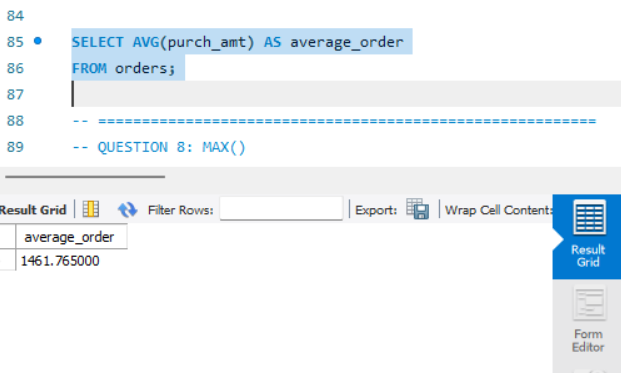 84
85 SELECT AVG(purch_amt) AS average_order
86 FROM orders;
87
88 -- =========================================================
89 -- QUESTION 8: MAX()
Result Grid Filter Rows: Export: Wrap Cell Content:
average_order
1461.765000
Result
Grid
Form
Editor